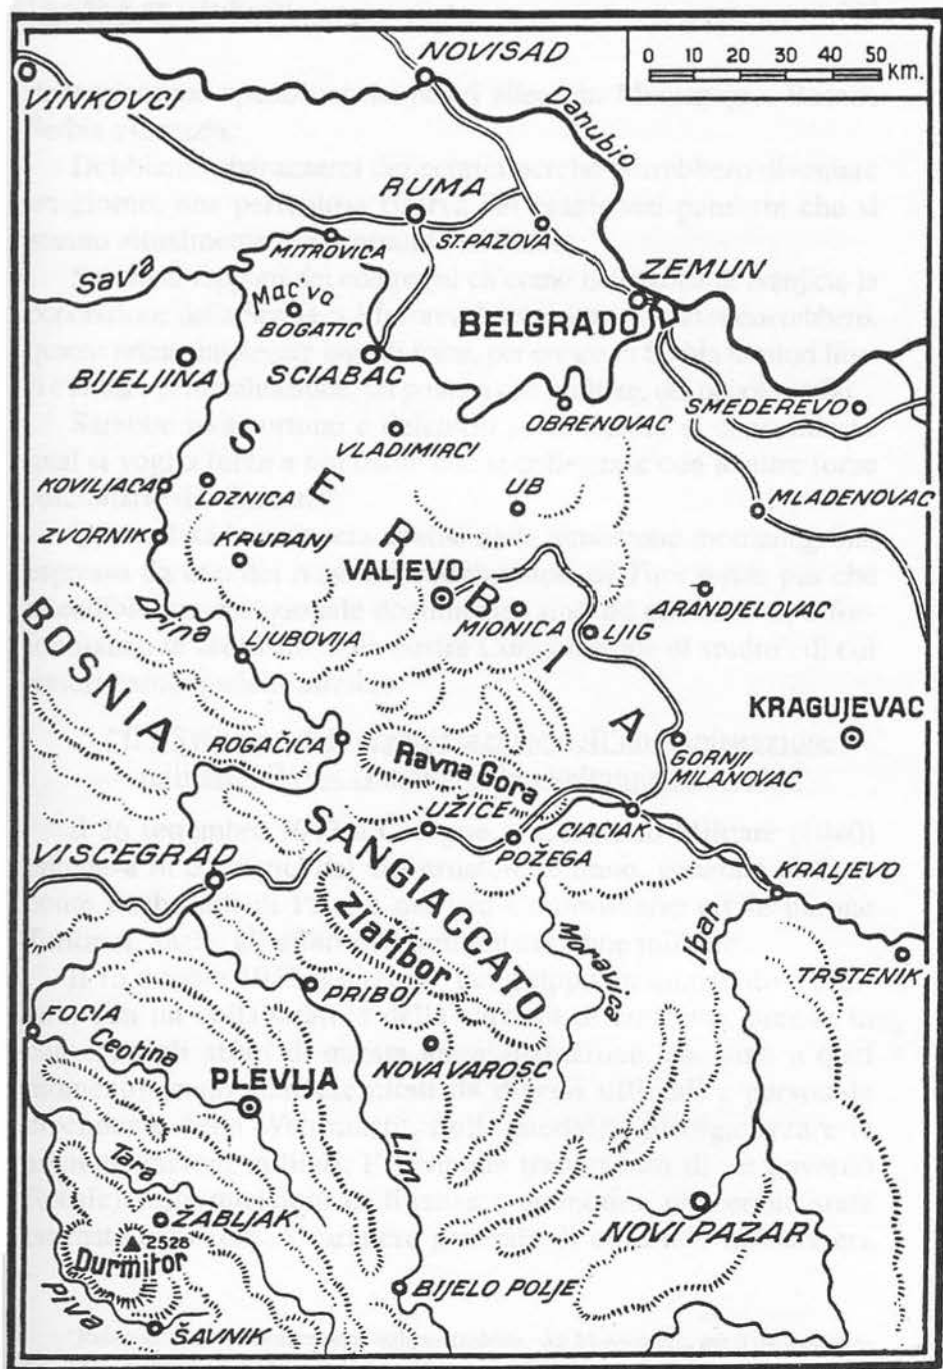 NOVISAD
0 10 20 30 40 50
km.
VINKOVCI
Danubio
RUMA
MITROVICA
ST.PAZOVA
Sava
ZEMUN
Mačva
BOGATIC
BELGRADO
BIJELJINA
SCIABAC
OBRENOVAC
SMEDEREVO
VLADIMIRCI
SERBIA
KOVILJACA
LOZNICA
UB
MLADENOVAC
ZVORNIK
KRUPANJ
VALJEVO
Drina
MIONICA
ARANDJELOVAC
LJUBOVIJA
LJIG
BOSNIA
KRAGUJEVAC
ROGAČICA
Ravna Gora
GORNJI
MILANOVAC
UŽICE
CIACIAK
POŽEGA
VISCEGRAD
SANGIACCATO
KRALJEVO
Zlatibor
Moravica
Ibar
TRSTENIK
PRIBOJ
FOCIA
Ceotina
NOVA VAROSC
PLEVLJA
Lim
Tara
ŽABLJAK
2528
NOVI PAZAR
Durmitor
BIJELO POLJE
Piva
ŠAVNIK